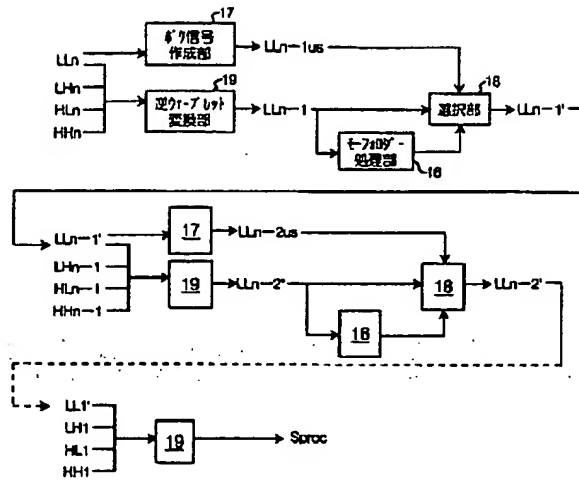 17
LLn
ボケ信号
作成部
LLn-1us
LHn
HLn
HHn
19
逆ウェーブレット
変換部
LLn-1
18
選択部
LLn-1'
モーフォロジー
処理部
16
LLn-1'
17
LLn-2us
LHn-1
HLn-1
HHn-1
19
LLn-2"
18
LLn-2'
16
LL1'
LH1
HL1
HH1
19
Sproc